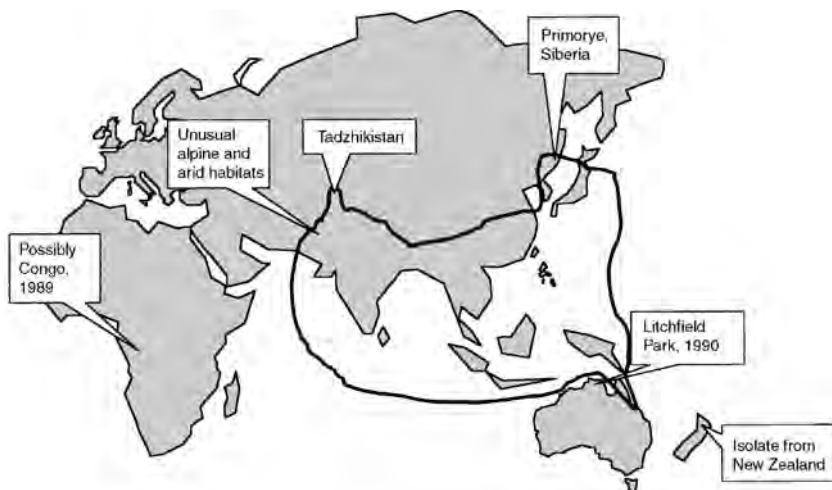 Primorye,
Siberia
Unusual
alpine and
arid habitats
Tadzhikistan
Possibly
Congo,
1989
Litchfield
Park, 1990
Isolate from
New Zealand